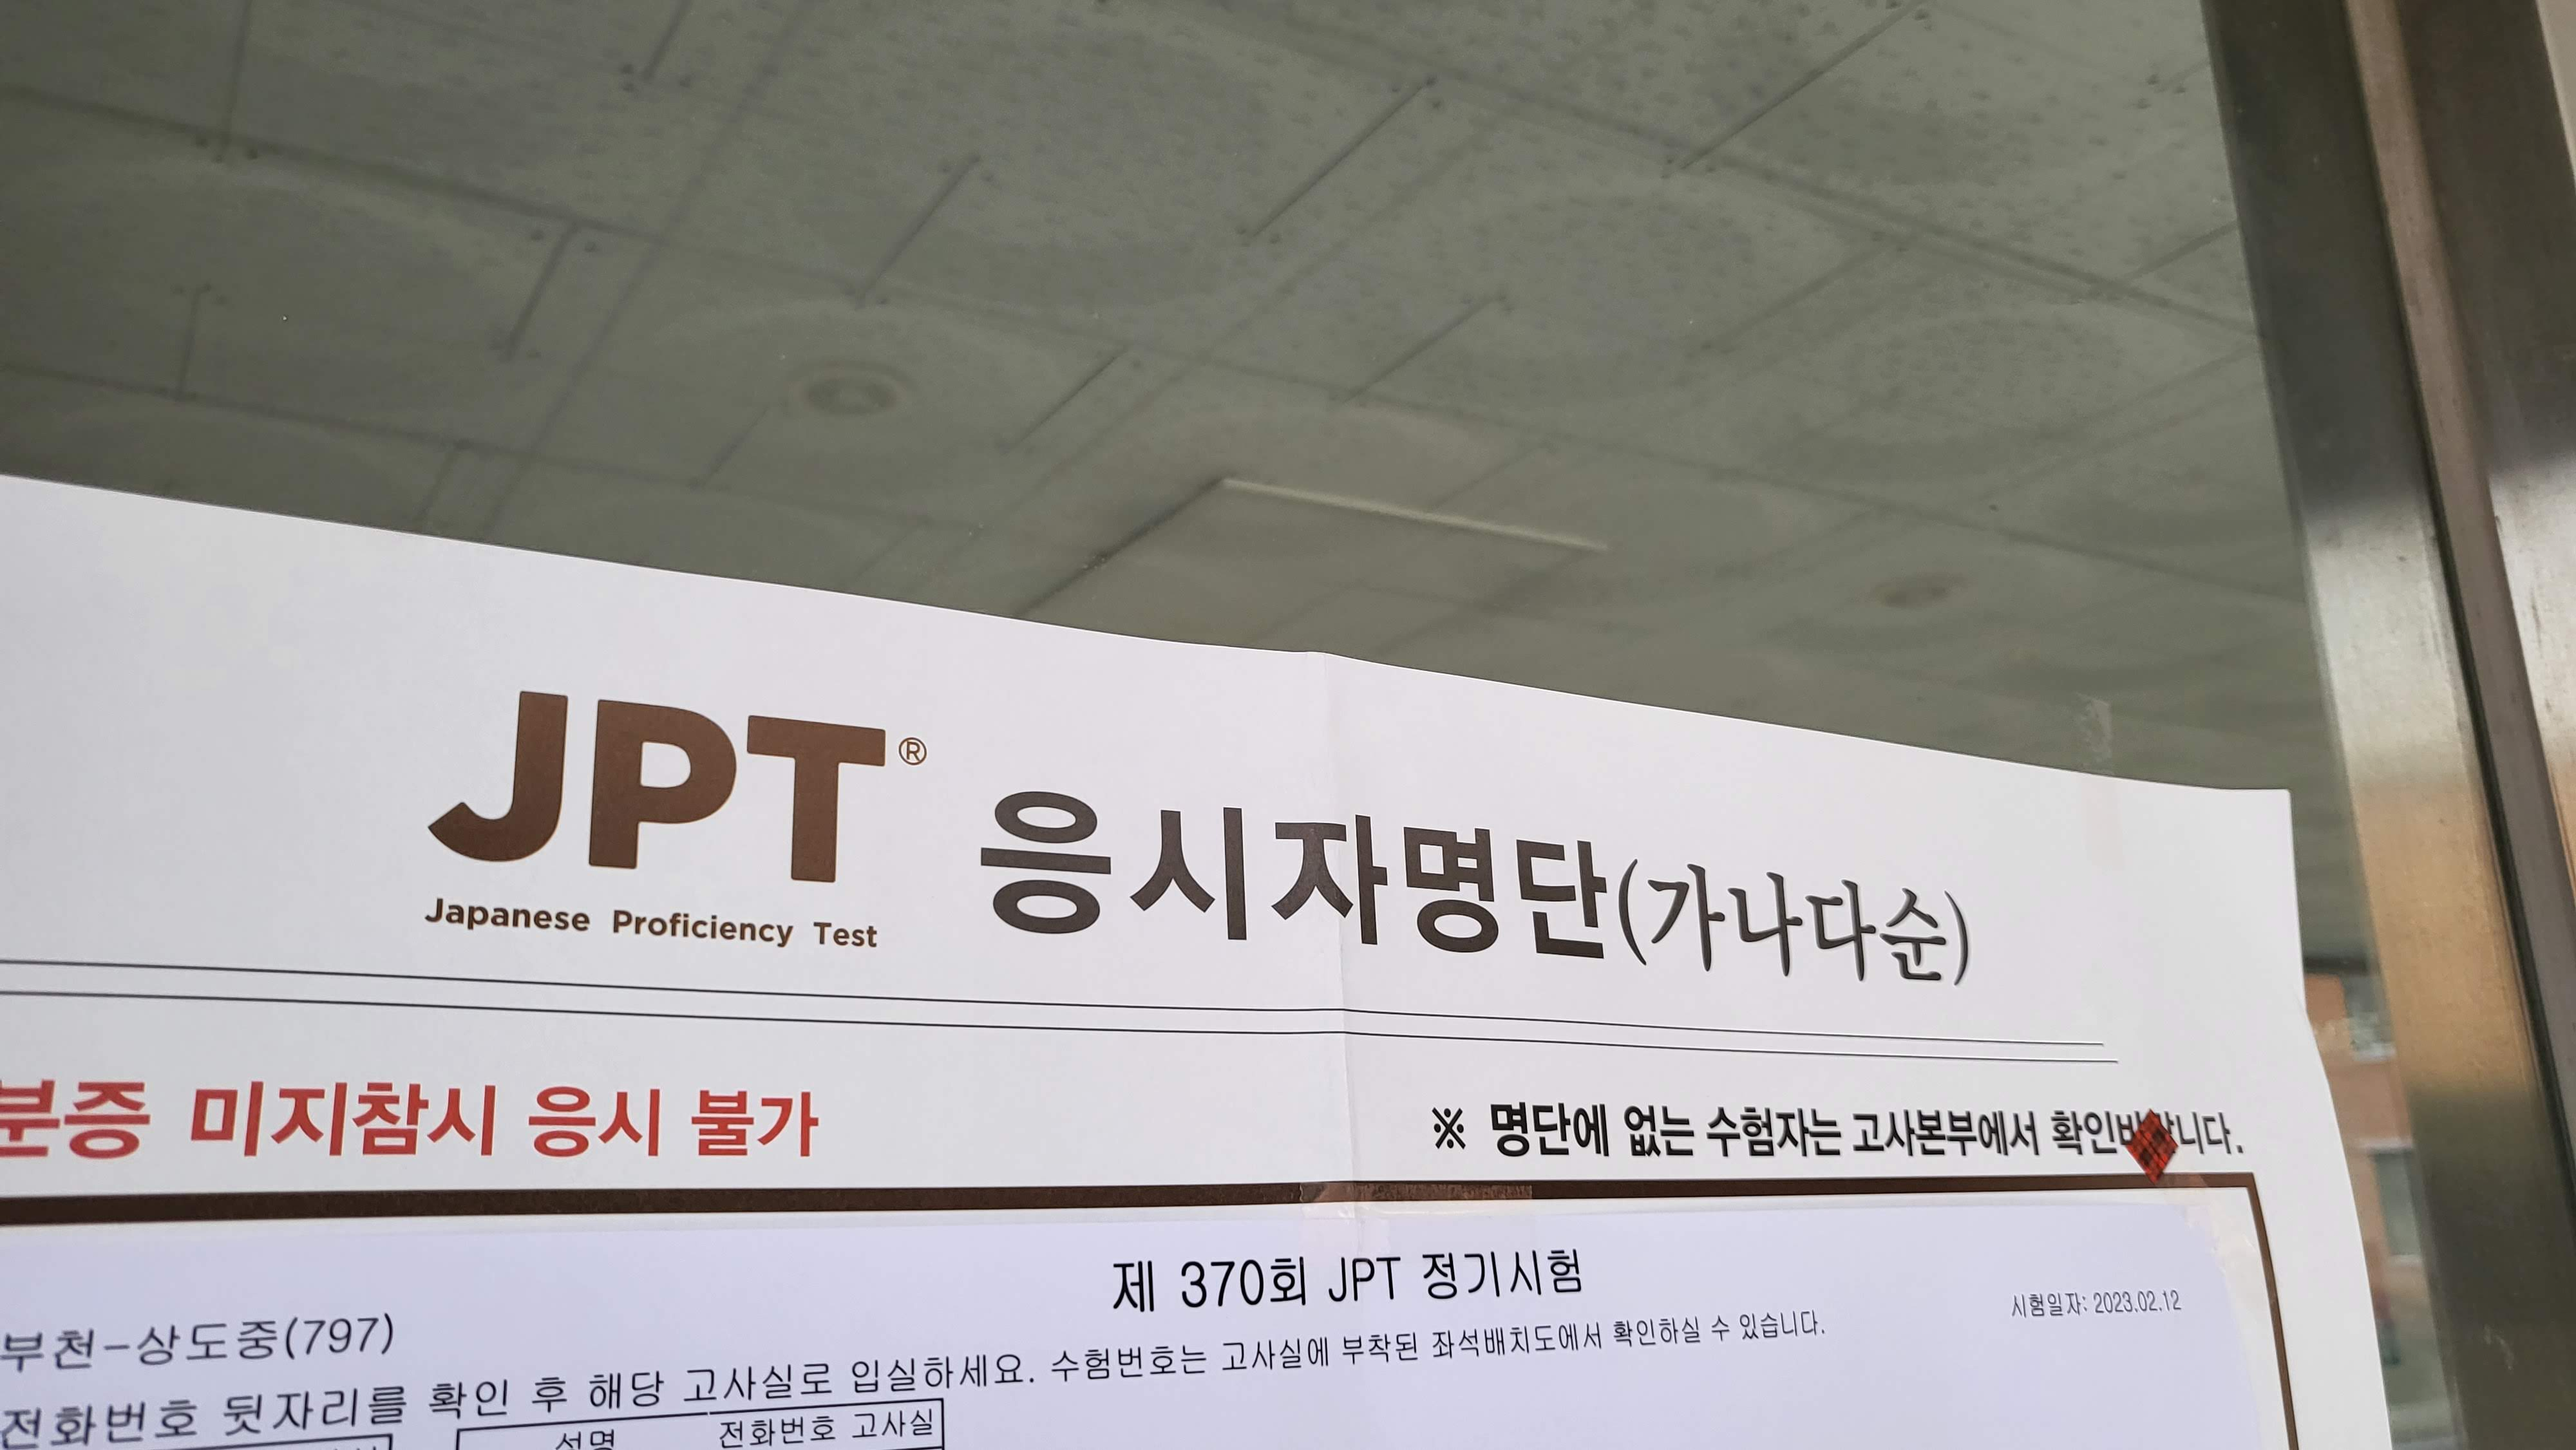 JPT®
Japanese Proficiency Test
응시자명단(가나다순)
분증 미지참시 응시 불가
※ 명단에 없는 수험자는 고사본부에서 확인바랍니다.
제 370회 JPT 정기시험
시험일자: 2023.02.12
부천-상도중(797)
전화번호 뒷자리를 확인 후 해당 고사실로 입실하세요. 수험번호는 고사실에 부착된 좌석배치도에서 확인하실 수 있습니다.
성명 전화번호 고사실